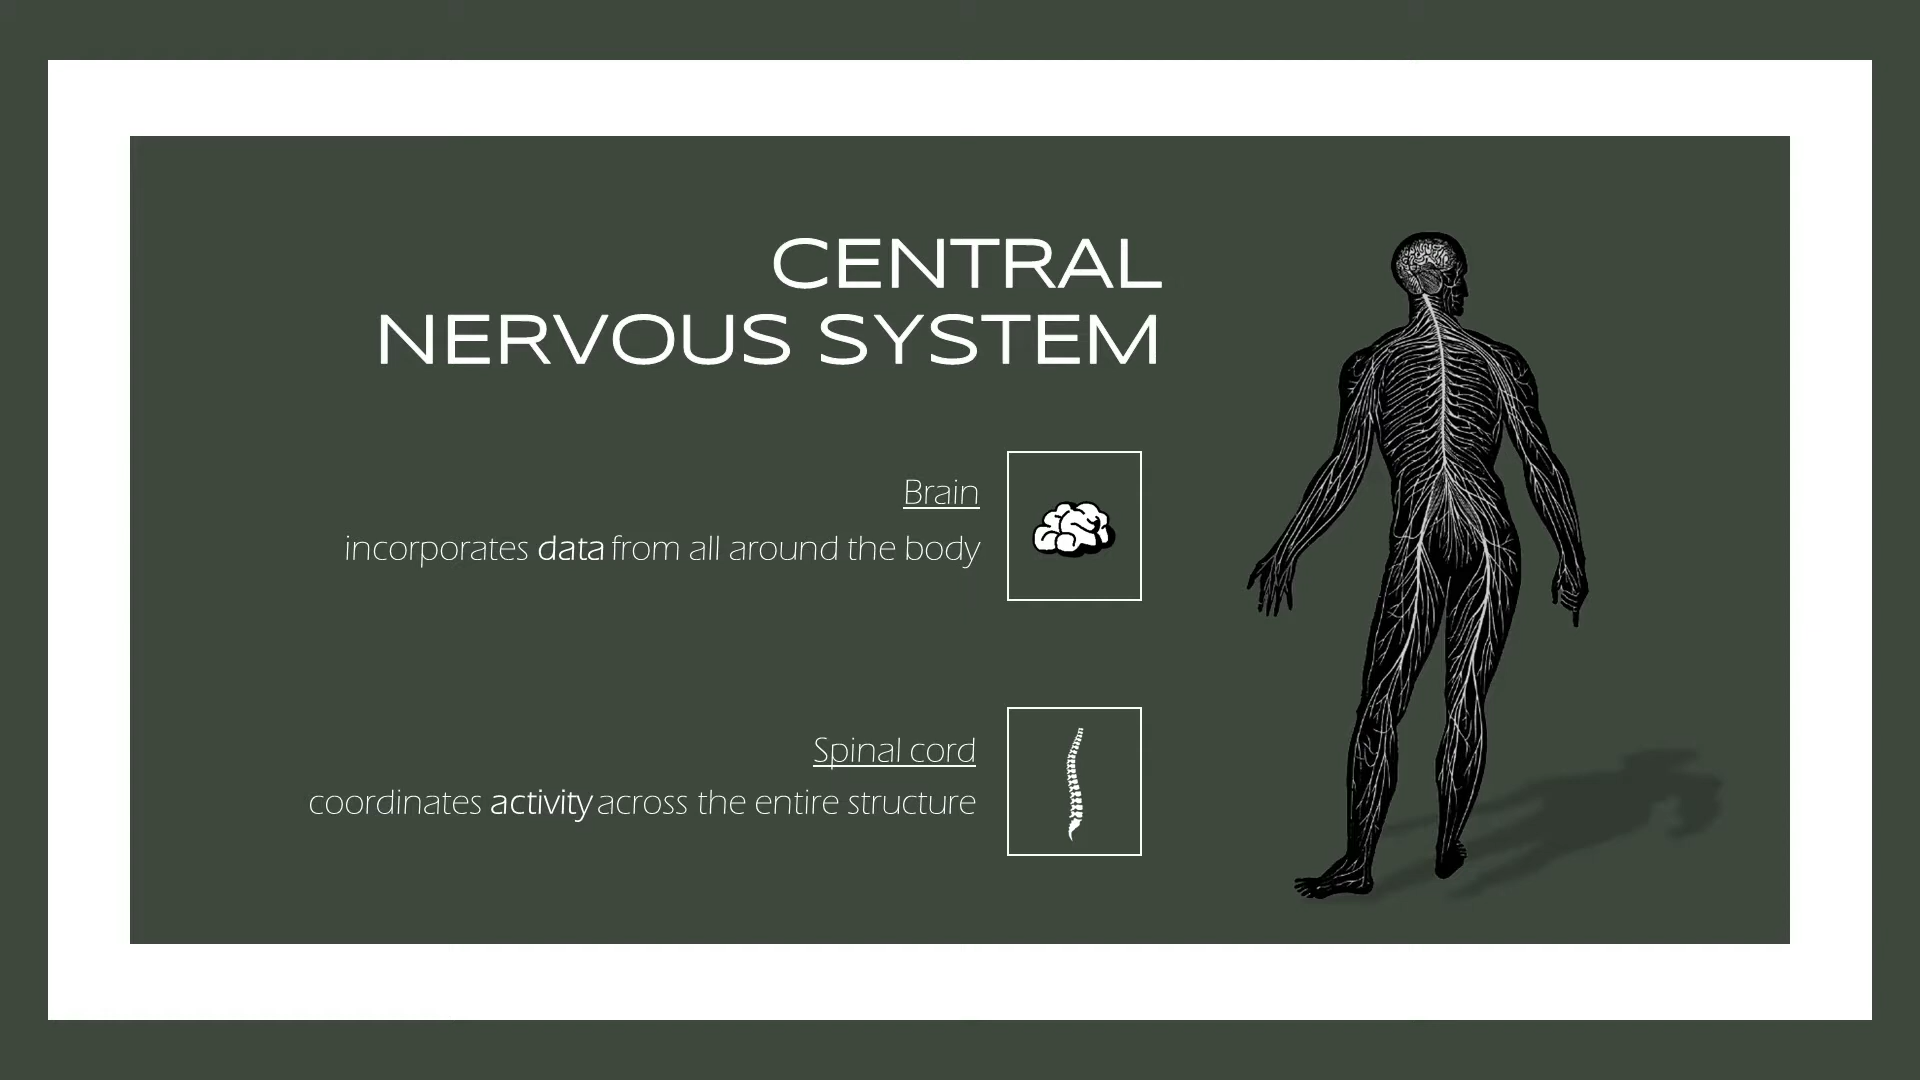 CENTRAL
NERVOUS SYSTEM
Brain
incorporates data from all around the body
Spinal cord
coordinates activity across the entire structure